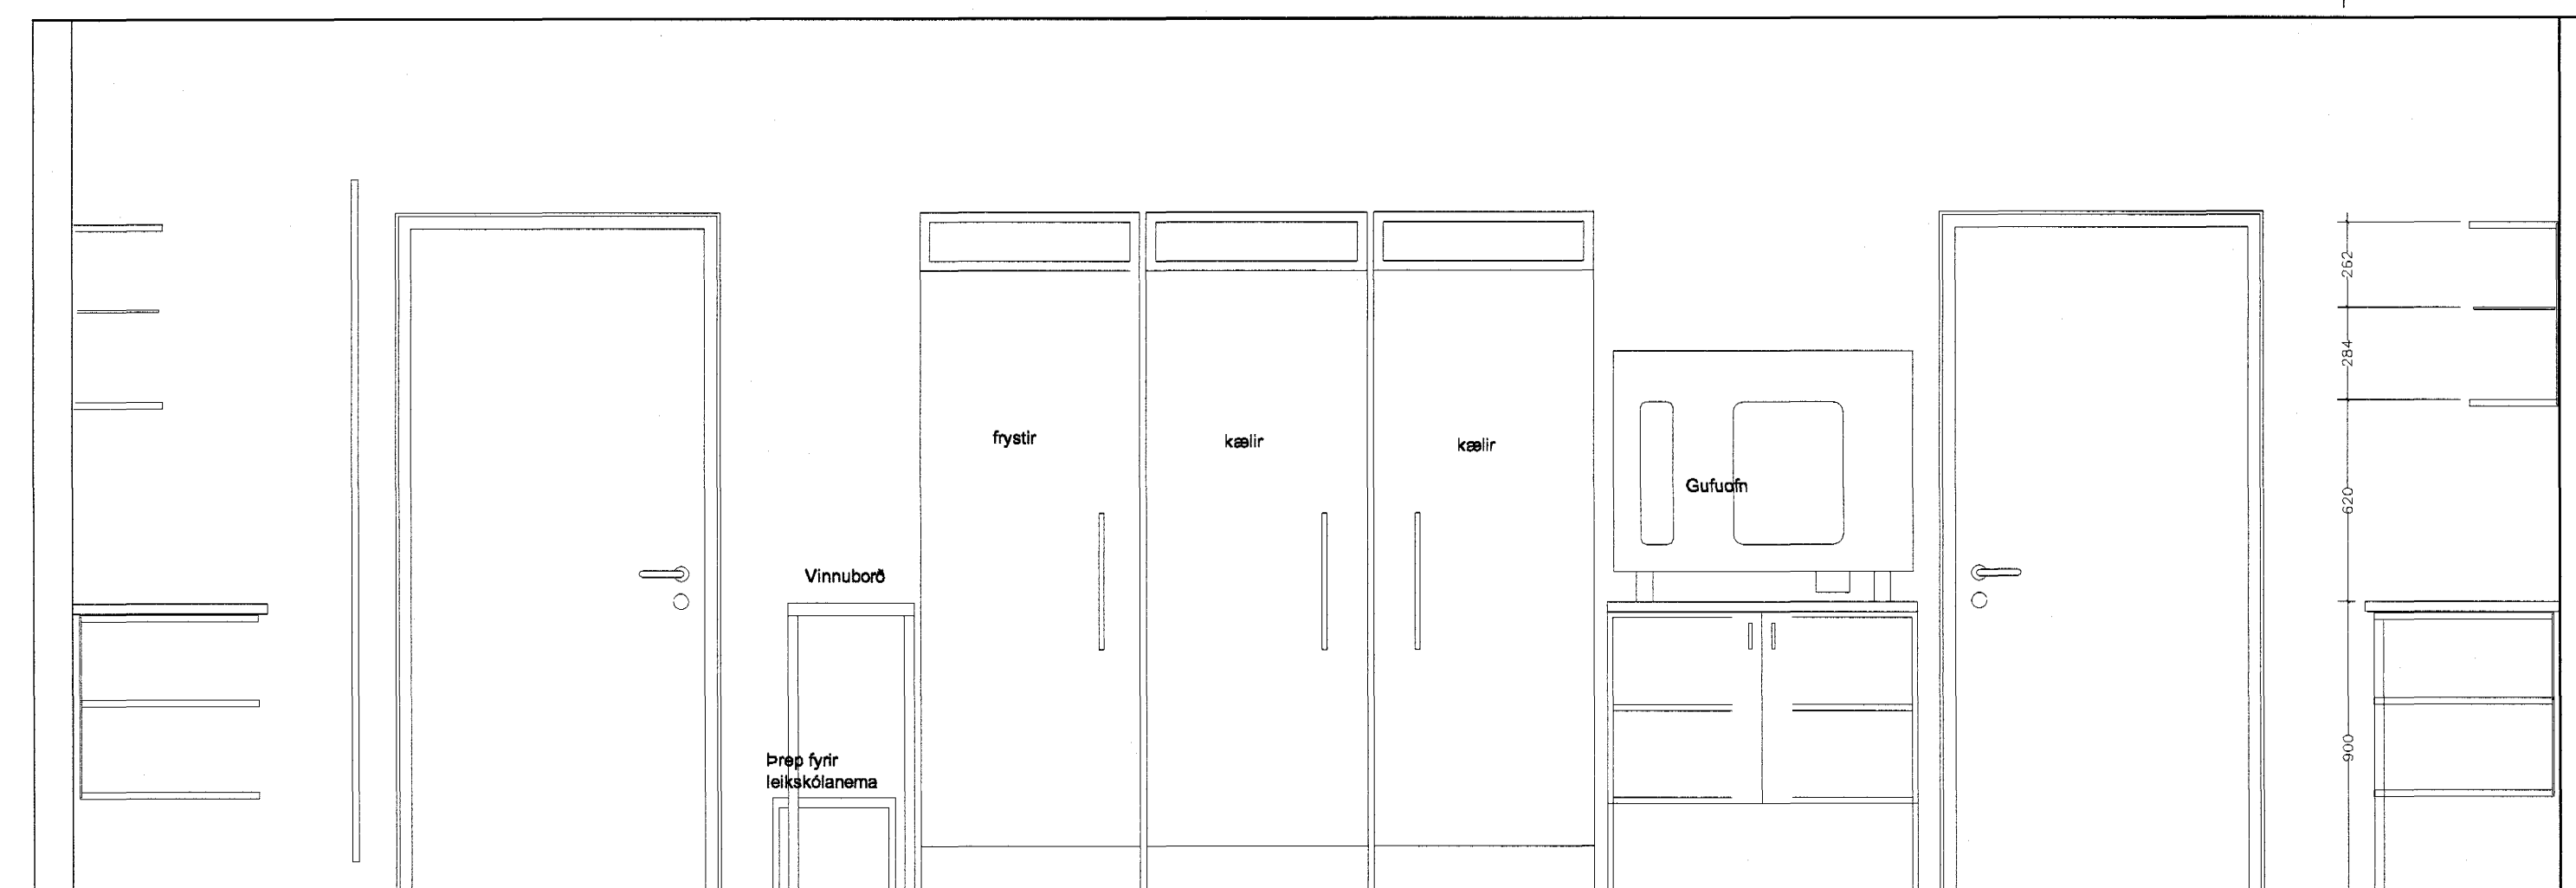 frystir
kælir
kælir
Gufuofn
Vinnuborð
Þrep fyrir
leikskólanema
262
284
620
900